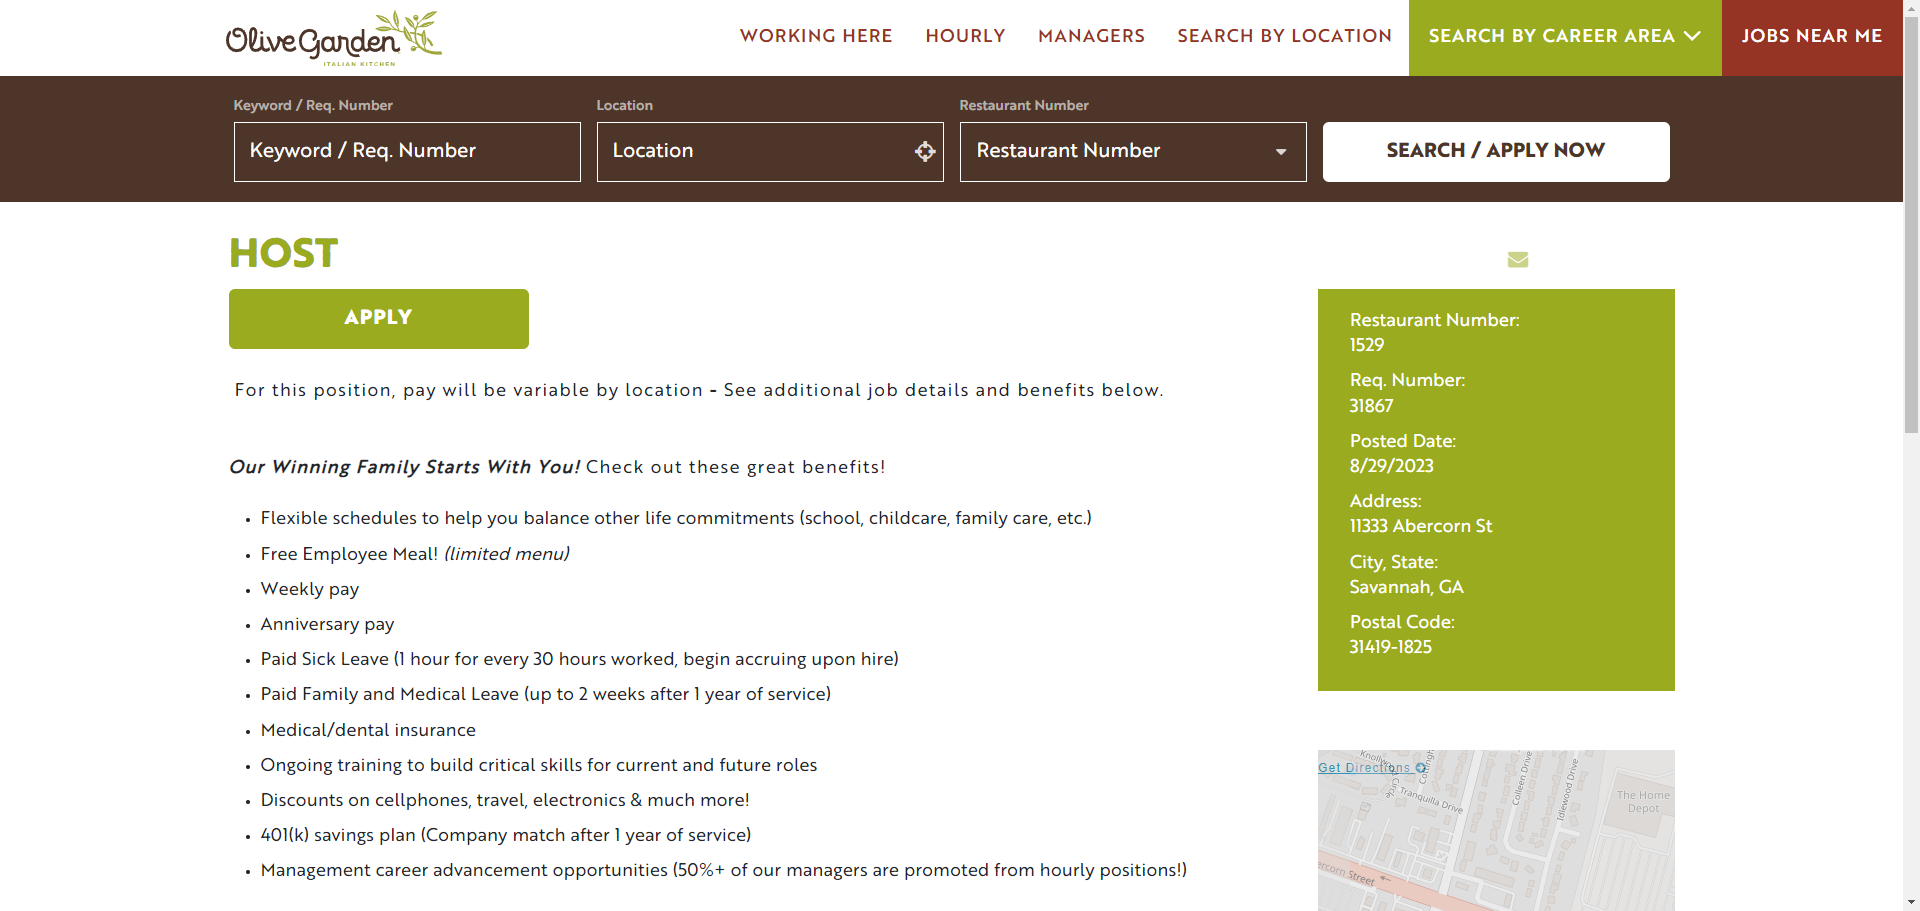 Olive Garden
ITALIAN KITCHEN
WORKING HERE
HOURLY
MANAGERS
SEARCH BY LOCATION
SEARCH BY CAREER AREA
JOBS NEAR ME
Keyword / Req. Number
Location
Restaurant Number
Keyword / Req. Number
Location
Restaurant Number
SEARCH / APPLY NOW
HOST
APPLY
For this position, pay will be variable by location - See additional job details and benefits below.
Our Winning Family Starts With You! Check out these great benefits!
• Flexible schedules to help you balance other life commitments (school, childcare, family care, etc.)
• Free Employee Meal! (limited menu)
• Weekly pay
• Anniversary pay
• Paid Sick Leave (1 hour for every 30 hours worked, begin accruing upon hire)
• Paid Family and Medical Leave (up to 2 weeks after 1 year of service)
• Medical/dental insurance
• Ongoing training to build critical skills for current and future roles
• Discounts on cellphones, travel, electronics & much more!
• 401(k) savings plan (Company match after 1 year of service)
• Management career advancement opportunities (50%+ of our managers are promoted from hourly positions!)
Restaurant Number:
1529
Req. Number:
31867
Posted Date:
8/29/2023
Address:
11333 Abercorn St
City, State:
Savannah, GA
Postal Code:
31419-1825
Get Directions
Tranquilla Drive
Colleen Drive
Idlewood Drive
The Home
Depot
ercorn Street